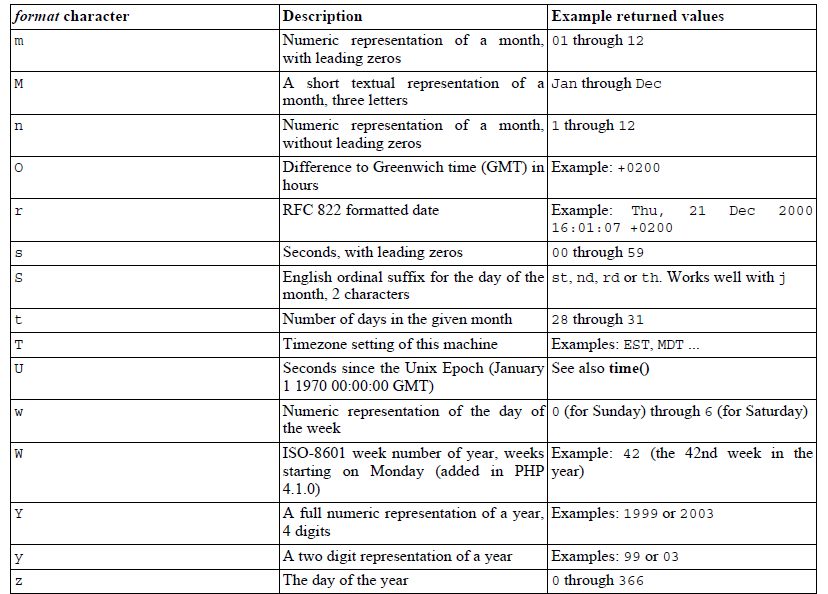 format character Description Example returned values
m Numeric representation of a month, 01 through 12
with leading zeros
M A short textual representation of a Jan through Dec
month, three letters
n Numeric representation of a month, 1 through 12
without leading zeros
O Difference to Greenwich time (GMT) in Example: +0200
hours
r RFC 822 formatted date Example: Thu, 21 Dec 2000
16:01:07 +0200
s Seconds, with leading zeros 00 through 59
S English ordinal suffix for the day of the st, nd, rd or th. Works well with j
month, 2 characters
t Number of days in the given month 28 through 31
T Timezone setting of this machine Examples: EST, MDT ...
U Seconds since the Unix Epoch (January See also time()
1 1970 00:00:00 GMT)
w Numeric representation of the day of 0 (for Sunday) through 6 (for Saturday)
the week
W ISO-8601 week number of year, weeks Example: 42 (the 42nd week in the
starting on Monday (added in PHP year)
4.1.0)
Y A full numeric representation of a year, Examples: 1999 or 2003
4 digits
y A two digit representation of a year Examples: 99 or 03
z The day of the year 0 through 366